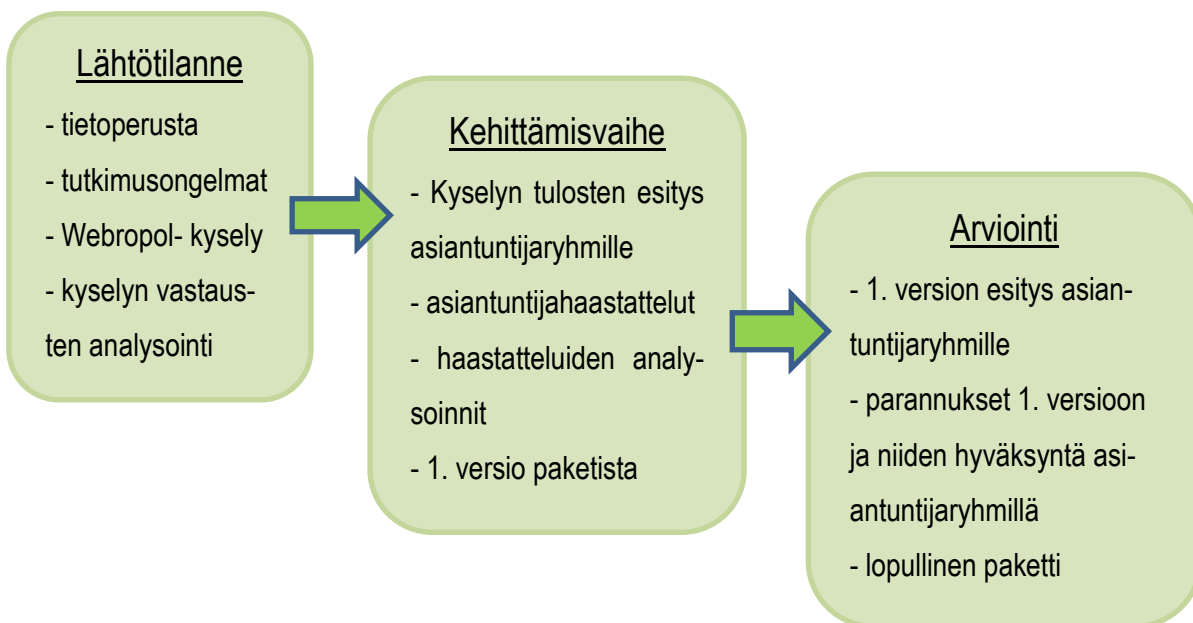 Lähtötilanne
- tietoperusta
- tutkimusongelmat
- Webropol- kysely
- kyselyn vastaus-
ten analysointi
Kehittämisvaihe
- Kyselyn tulosten esitys
asiantuntijaryhmille
- asiantuntijahaastattelut
- haastatteluiden analy-
soinnit
- 1. versio paketista
Arviointi
- 1. version esitys asian-
tuntijaryhmille
- parannukset 1. versioon
ja niiden hyväksyntä asi-
antuntijaryhmillä
- lopullinen paketti